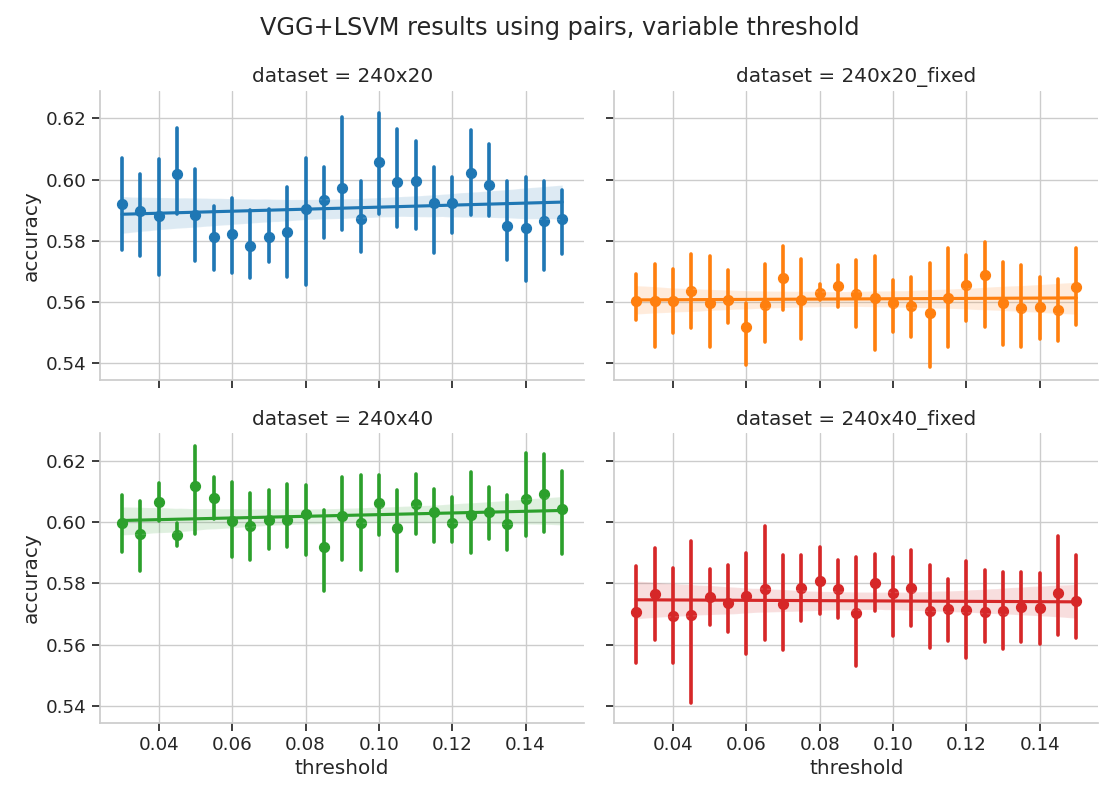 VGG+LSVM results using pairs, variable threshold
dataset = 240x20
dataset = 240x20_fixed
0.62
0.60
0.58
0.56
0.54
accuracy
dataset = 240x40
dataset = 240x40_fixed
0.62
0.60
0.58
0.56
0.54
accuracy
0.04 0.06 0.08 0.10 0.12 0.14
0.04 0.06 0.08 0.10 0.12 0.14
threshold
threshold